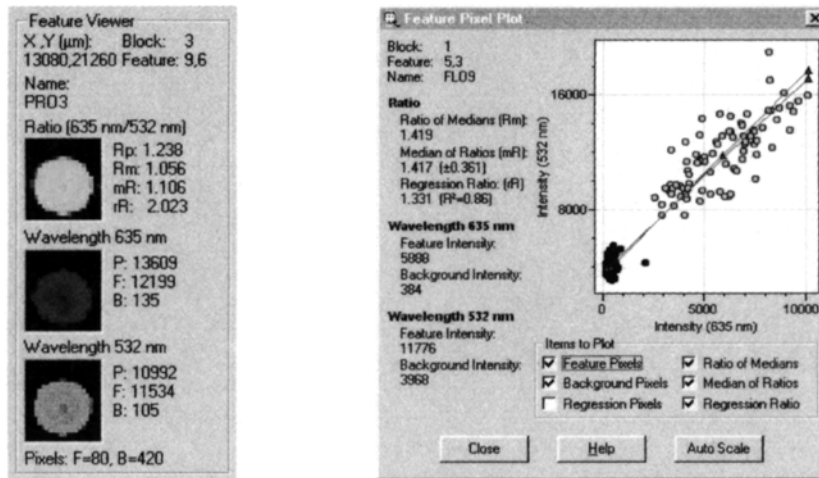 Feature Viewer
X ,Y (µm): Block: 3
13080,21260 Feature: 9,6
Name:
PRO3
Ratio (635 nm/532 nm)
Rp: 1.238
Rm: 1.056
mR: 1.106
rR: 2.023
Wavelength 635 nm
P: 13609
F: 12199
B: 135
Wavelength 532 nm
P: 10992
F: 11534
B: 105
Pixels: F=80, B=420
Feature Pixel Plot
Block: 1
Feature: 5,3
Name: FLO9
Ratio
Ratio of Medians (Rm):
1.419
Median of Ratios (mR):
1.417 (±0.361)
Regression Ratio: (rR)
1.331 (R²=0.86)
Wavelength 635 nm
Feature Intensity:
5888
Background Intensity:
384
Wavelength 532 nm
Feature Intensity:
11776
Background Intensity:
3968
Intensity (532 nm)
16000
8000
0 5000 10000
Intensity (635 nm)
Items to Plot
Feature Pixels Ratio of Medians
Background Pixels Median of Ratios
Regression Pixels Regression Ratio
Close Help Auto Scale